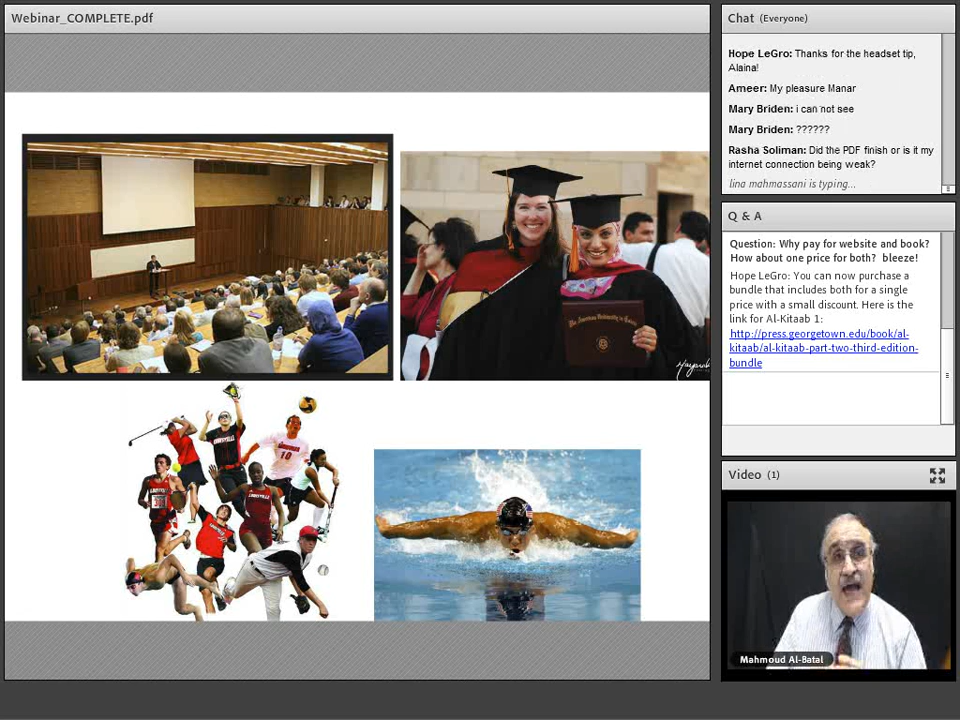 Webinar_COMPLETE.pdf
The American University in Cairo
LOUISVILLE
10
Chat (Everyone)
Hope LeGro: Thanks for the headset tip,
Alaina!
Ameer: My pleasure Manar
Mary Briden: i can not see
Mary Briden: ??????
Rasha Soliman: Did the PDF finish or is it my
internet connection being weak?
lina mahmassani is typing...
Q & A
Question: Why pay for website and book?
How about one price for both?  bleeze!
Hope LeGro: You can now purchase a
bundle that includes both for a single
price with a small discount. Here is the
link for Al-Kitaab 1:
http://press.georgetown.edu/book/al-
kitaab/al-kitaab-part-two-third-edition-
bundle
Video (1)
Mahmoud Al-Batal